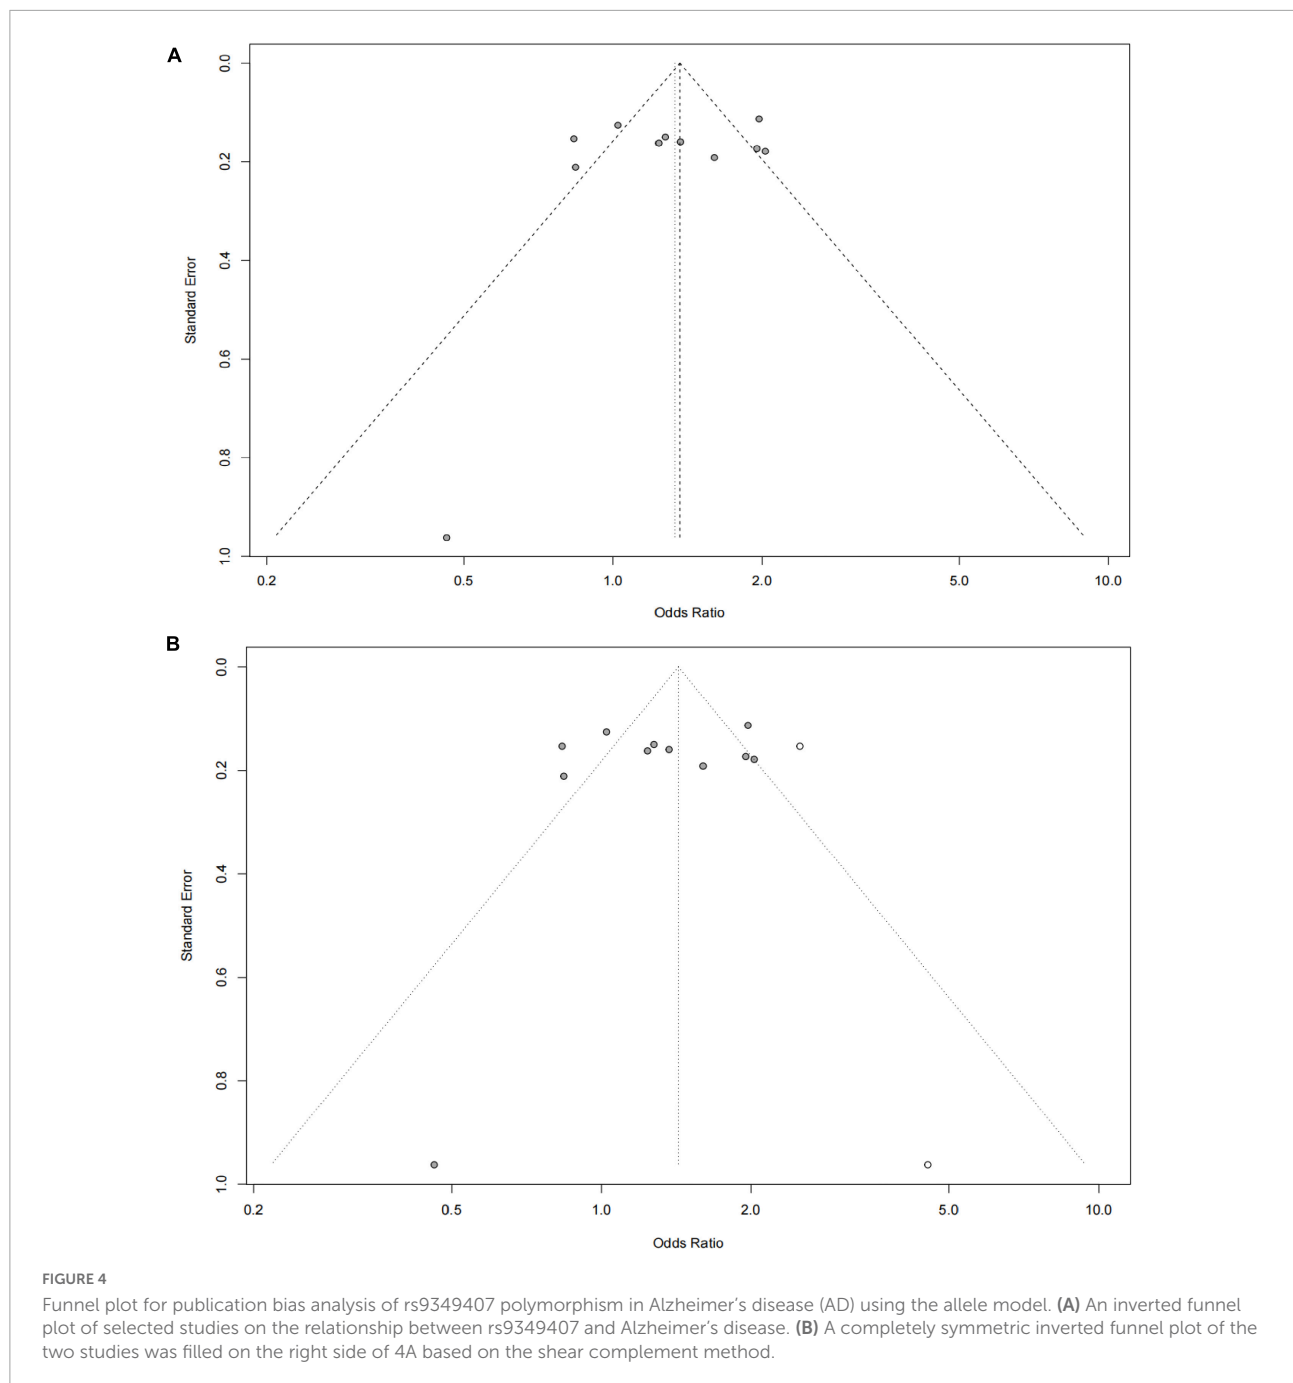 A
0.0
0.2
0.4
0.6
0.8
1.0
Standard Error
0.2 0.5 1.0 2.0 5.0 10.0
Odds Ratio
B
0.0
0.2
0.4
0.6
0.8
1.0
Standard Error
0.2 0.5 1.0 2.0 5.0 10.0
Odds Ratio
FIGURE 4
Funnel plot for publication bias analysis of rs9349407 polymorphism in Alzheimer's disease (AD) using the allele model. (A) An inverted funnel
plot of selected studies on the relationship between rs9349407 and Alzheimer's disease. (B) A completely symmetric inverted funnel plot of the
two studies was filled on the right side of 4A based on the shear complement method.